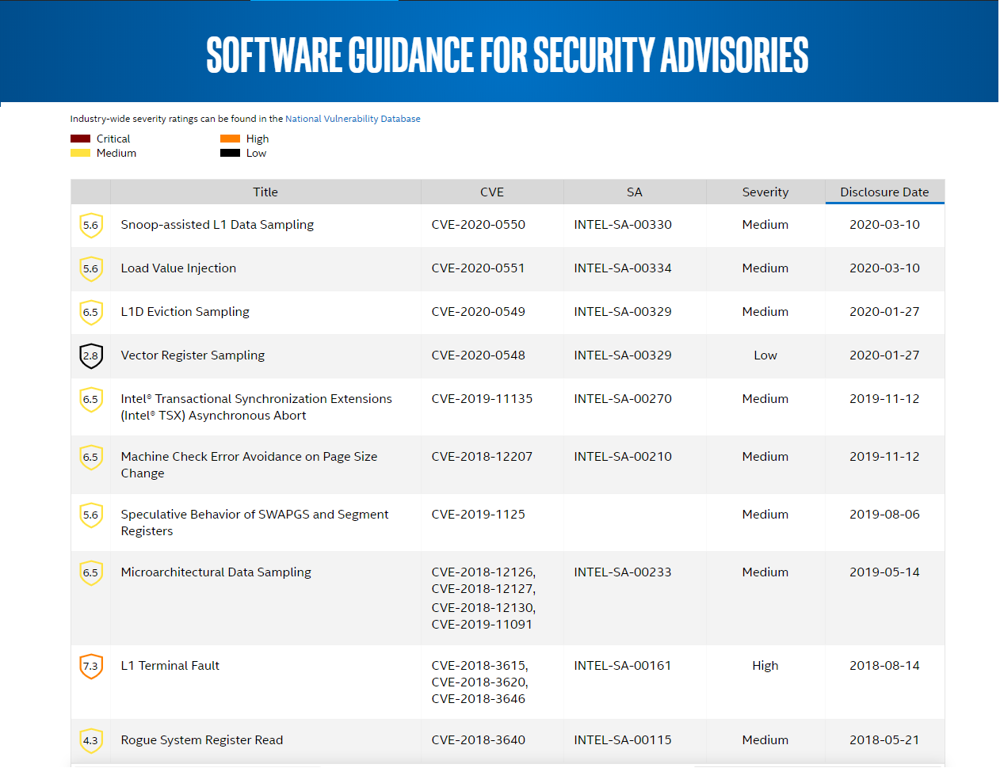 SOFTWARE GUIDANCE FOR SECURITY ADVISORIES
Industry-wide severity ratings can be found in the National Vulnerability Database
Critical High
Medium Low
Title CVE SA Severity Disclosure Date
5.6 Snoop-assisted L1 Data Sampling CVE-2020-0550 INTEL-SA-00330 Medium 2020-03-10
5.6 Load Value Injection CVE-2020-0551 INTEL-SA-00334 Medium 2020-03-10
6.5 L1D Eviction Sampling CVE-2020-0549 INTEL-SA-00329 Medium 2020-01-27
2.8 Vector Register Sampling CVE-2020-0548 INTEL-SA-00329 Low 2020-01-27
6.5 Intel® Transactional Synchronization Extensions CVE-2019-11135 INTEL-SA-00270 Medium 2019-11-12
(Intel® TSX) Asynchronous Abort
6.5 Machine Check Error Avoidance on Page Size CVE-2018-12207 INTEL-SA-00210 Medium 2019-11-12
Change
5.6 Speculative Behavior of SWAPGS and Segment CVE-2019-1125 Medium 2019-08-06
Registers
6.5 Microarchitectural Data Sampling CVE-2018-12126, INTEL-SA-00233 Medium 2019-05-14
CVE-2018-12127,
CVE-2018-12130,
CVE-2019-11091
7.3 L1 Terminal Fault CVE-2018-3615, INTEL-SA-00161 High 2018-08-14
CVE-2018-3620,
CVE-2018-3646
4.3 Rogue System Register Read CVE-2018-3640 INTEL-SA-00115 Medium 2018-05-21